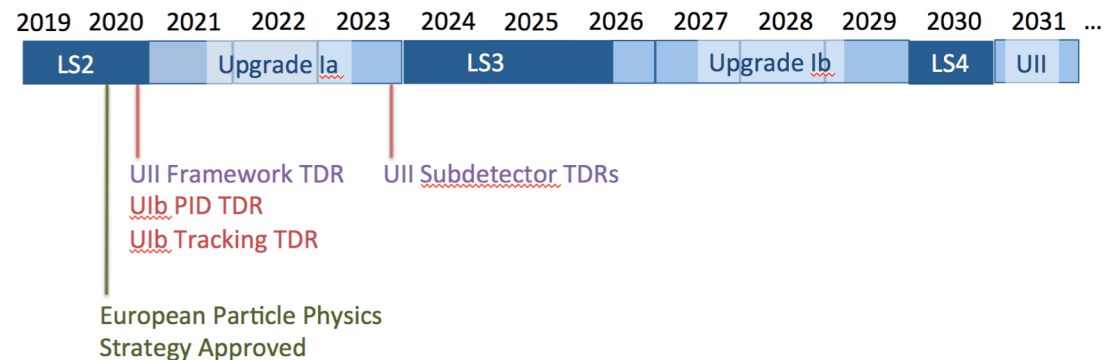 2019 2020 2021 2022 2023 2024 2025 2026 2027 2028 2029 2030 2031 ...
LS2 Upgrade Ia LS3 Upgrade Ib LS4 UII
UII Framework TDR UII Subdetector TDRs
UIb PID TDR
UIb Tracking TDR
European Particle Physics
Strategy Approved